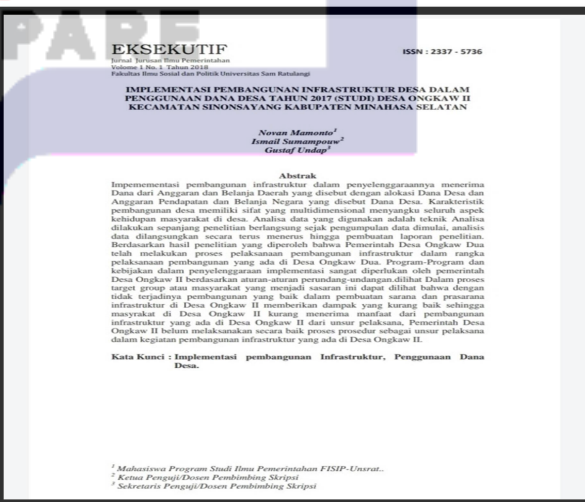 PARE
EKSEKUTIF
ISSN : 2337 - 5736
Jurnal Jurusan Ilmu Pemerintahan
Volume 1 No. 1 Tahun 2018
Fakultas Ilmu Sosial dan Politik Universitas Sam Ratulangi
IMPLEMENTASI PEMBANGUNAN INFRASTRUKTUR DESA DALAM
PENGGUNAAN DANA DESA TAHUN 2017 (STUDI) DESA ONGKAW II
KECAMATAN SINONSAYANG KABUPATEN MINAHASA SELATAN
Novan Mamonto¹
Ismail Sumampouw²
Gustaf Undap³
Abstrak
Impemementasi pembangunan infrastruktur dalam penyelenggaraannya menerima
Dana dari Anggaran dan Belanja Daerah yang disebut dengan alokasi Dana Desa dan
Anggaran Pendapatan dan Belanja Negara yang disebut Dana Desa. Karakteristik
pembangunan desa memiliki sifat yang multidimensional menyangku seluruh aspek
kehidupan masyarakat di desa. Analisa data yang digunakan adalah teknik Analisa
dilakukan sepanjang penelitian berlangsung sejak pengumpulan data dimulai, analisis
data dilangsungkan secara terus menerus hingga pembuatan laporan penelitian.
Berdasarkan hasil penelitian yang diperoleh bahwa Pemerintah Desa Ongkaw Dua
telah melakukan proses pelaksanaan pembangunan infrastruktur dalam rangka
pelaksanaan pembangunan yang ada di Desa Ongkaw Dua. Program-Program dan
kebijakan dalam penyelenggaraan implementasi sangat diperlukan oleh pemerintah
Desa Ongkaw II berdasarkan aturan-aturan perundang-undangan.dilihat Dalam proses
target group atau masyarakat yang menjadi sasaran ini dapat dilihat bahwa dengan
tidak terjadinya pembangunan yang baik dalam pembuatan sarana dan prasarana
infrastruktur di Desa Ongkaw II memberikan dampak yang kurang baik sehingga
masyrakat di Desa Ongkaw II kurang menerima manfaat dari pembangunan
infrastruktur yang ada di Desa Ongkaw II dari unsur pelaksana, Pemerintah Desa
Ongkaw II belum melaksanakan secara baik proses prosedur sebagai unsur pelaksana
dalam kegiatan pembangunan infrastruktur yang ada di Desa Ongkaw II.
Kata Kunci : Implementasi pembangunan Infrastruktur, Penggunaan Dana
Desa.
¹ Mahasiswa Program Studi Ilmu Pemerintahan FISIP-Unsrat..
² Ketua Penguji/Dosen Pembimbing Skripsi
³ Sekretaris Penguji/Dosen Pembimbing Skripsi